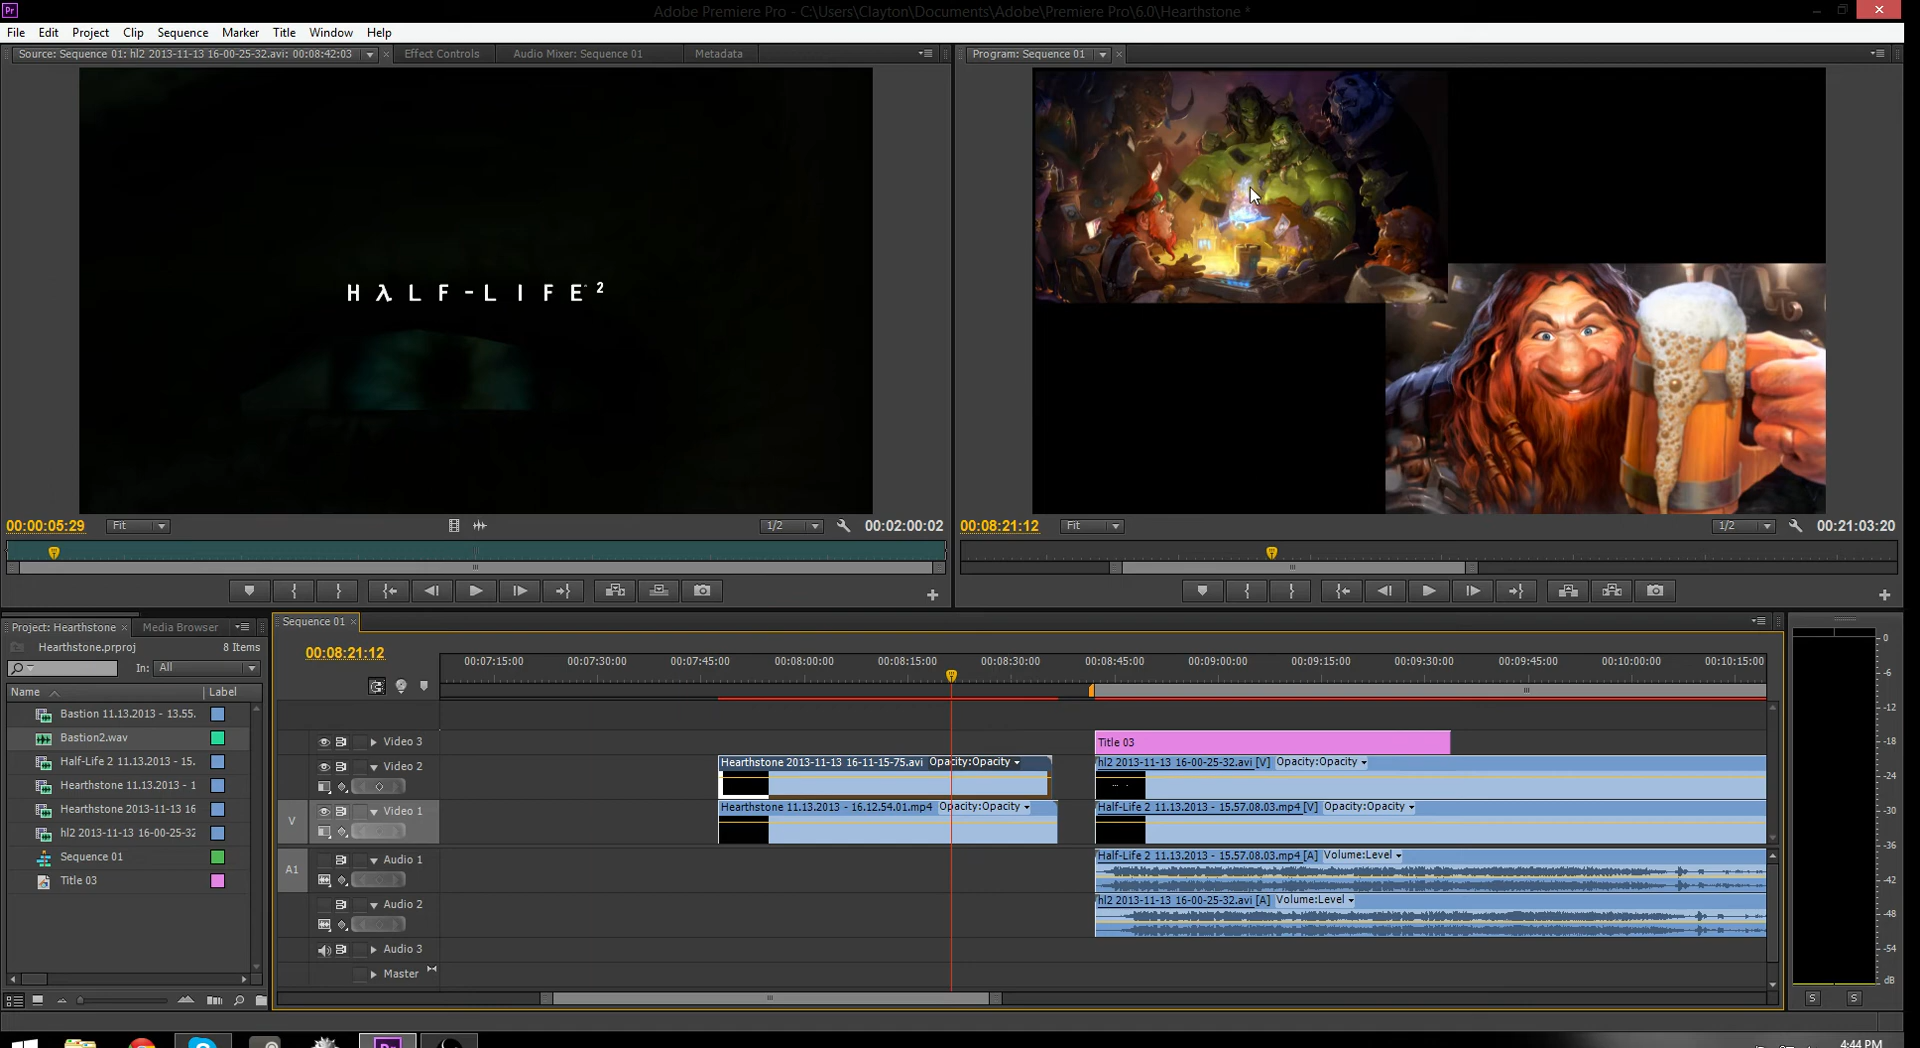 Pr Adobe Premiere Pro - C:\Users\Clayton\Documents\Adobe\Premiere Pro\6.0\Hearthstone *
File Edit Project Clip Sequence Marker Title Window Help
Source: Sequence 01: hl2 2013-11-13 16-00-25-32.avi: 00:08:42:03 Effect Controls Audio Mixer: Sequence 01 Metadata
Program: Sequence 01
HλLF-LIFE²
00:00:05:29 Fit 1/2 00:02:00:02
00:08:21:12 Fit 1/2 00:21:03:20
Project: Hearthstone Media Browser
Hearthstone.prproj 8 Items
In: All
Name Label
Bastion 11.13.2013 - 13.55.
Bastion2.wav
Half-Life 2 11.13.2013 - 15.
Hearthstone 11.13.2013 - 1
Hearthstone 2013-11-13 16
hl2 2013-11-13 16-00-25-32
Sequence 01
Title 03
Sequence 01
00:08:21:12
00:07:15:00 00:07:30:00 00:07:45:00 00:08:00:00 00:08:15:00 00:08:30:00 00:08:45:00 00:09:00:00 00:09:15:00 00:09:30:00 00:09:45:00 00:10:00:00 00:10:15:00
Video 3 Title 03
Video 2 Hearthstone 2013-11-13 16-11-15-75.avi Opacity:Opacity hl2 2013-11-13 16-00-25-32.avi [V] Opacity:Opacity
V Video 1 Hearthstone 11.13.2013 - 16.12.54.01.mp4 Opacity:Opacity Half-Life 2 11.13.2013 - 15.57.08.03.mp4 [V] Opacity:Opacity
A1 Audio 1 Half-Life 2 11.13.2013 - 15.57.08.03.mp4 [A] Volume:Level
Audio 2 hl2 2013-11-13 16-00-25-32.avi [A] Volume:Level
Audio 3
Master
0
-6
-12
-18
-24
-30
-36
-42
-48
-54
dB
S S
Pr
4:44 PM